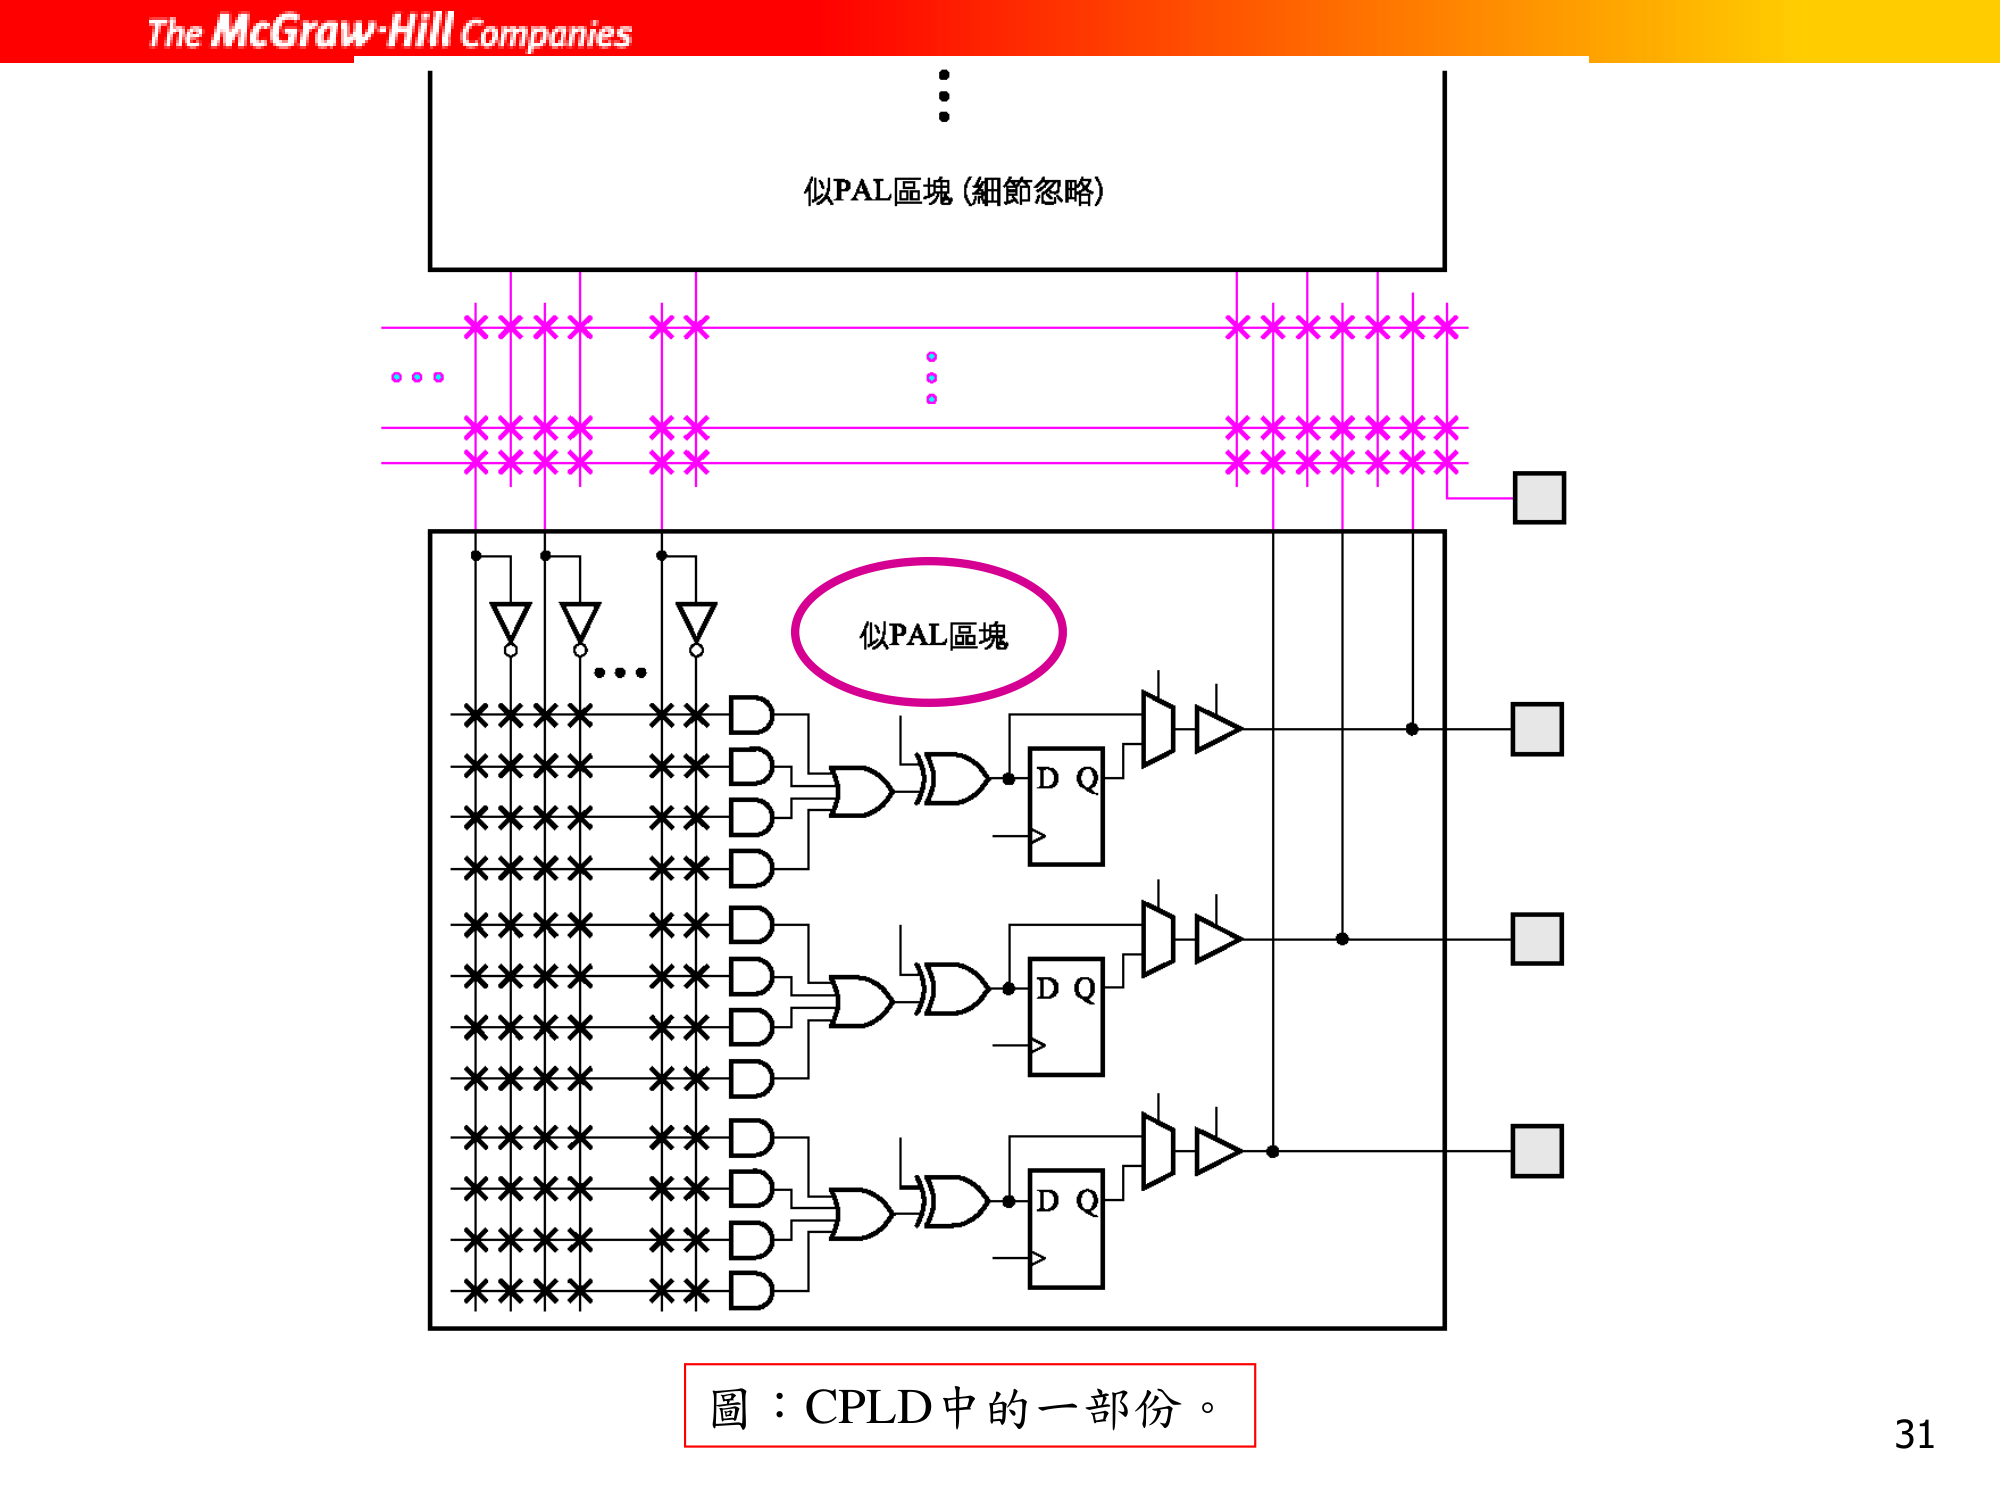 The McGraw-Hill Companies
似PAL區塊 (細節忽略)
似PAL區塊
D Q
D Q
D Q
圖：CPLD中的一部份。
31